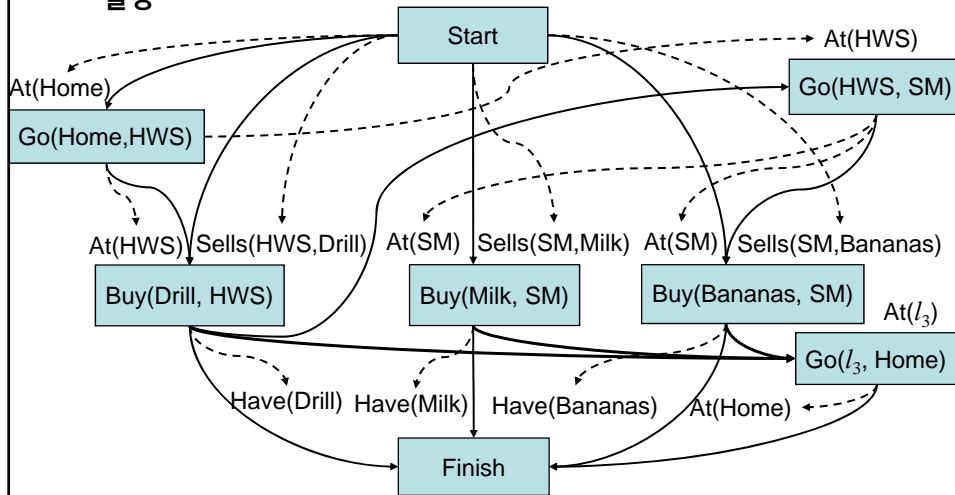 Start
At(HWS)
At(Home)
Go(HWS, SM)
Go(Home,HWS)
At(HWS)
Sells(HWS,Drill)
At(SM)
Sells(SM,Milk)
At(SM)
Sells(SM,Bananas)
Buy(Drill, HWS)
Buy(Milk, SM)
Buy(Bananas, SM)
At(l₃)
Go(l₃, Home)
Have(Drill)
Have(Milk)
Have(Bananas)
At(Home)
Finish